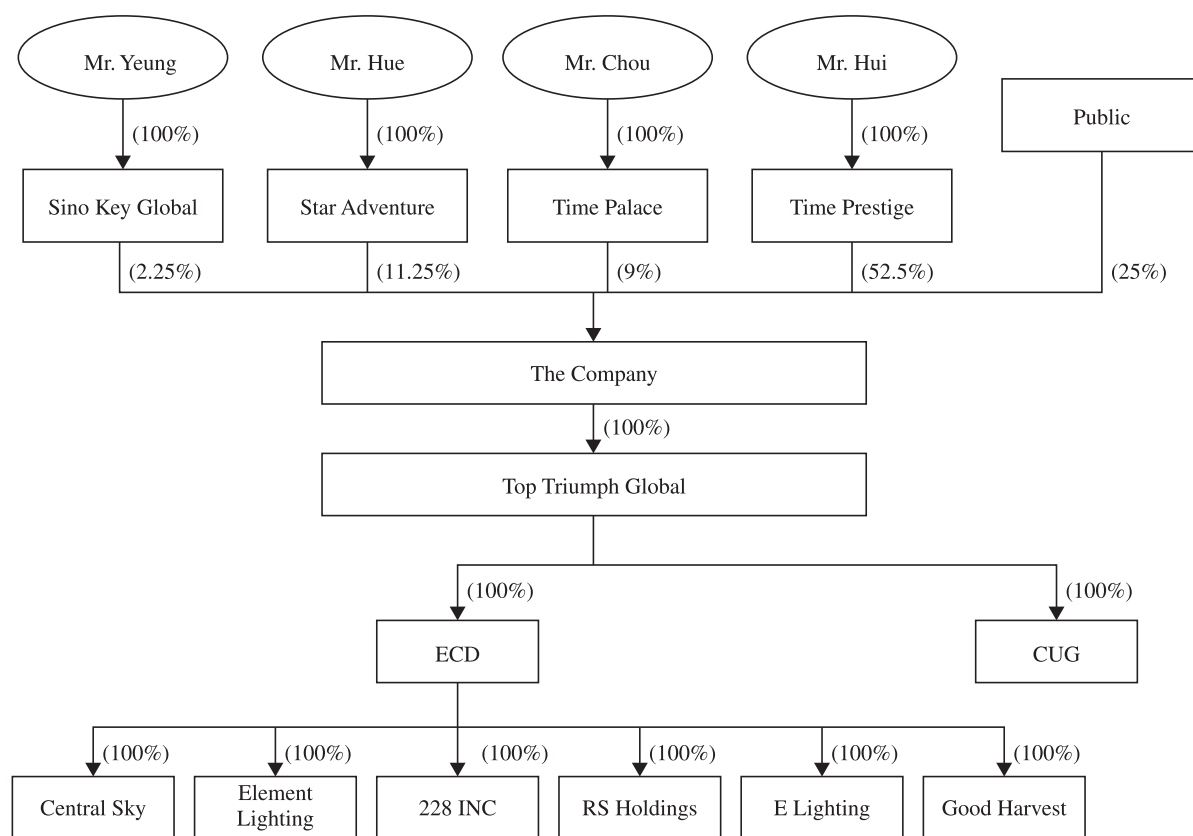 Mr. Yeung
Mr. Hue
Mr. Chou
Mr. Hui
Public
(100%)
(100%)
(100%)
(100%)
Sino Key Global
Star Adventure
Time Palace
Time Prestige
(2.25%)
(11.25%)
(9%)
(52.5%)
(25%)
The Company
(100%)
Top Triumph Global
(100%)
(100%)
ECD
CUG
(100%)
(100%)
(100%)
(100%)
(100%)
(100%)
Central Sky
Element
Lighting
228 INC
RS Holdings
E Lighting
Good Harvest